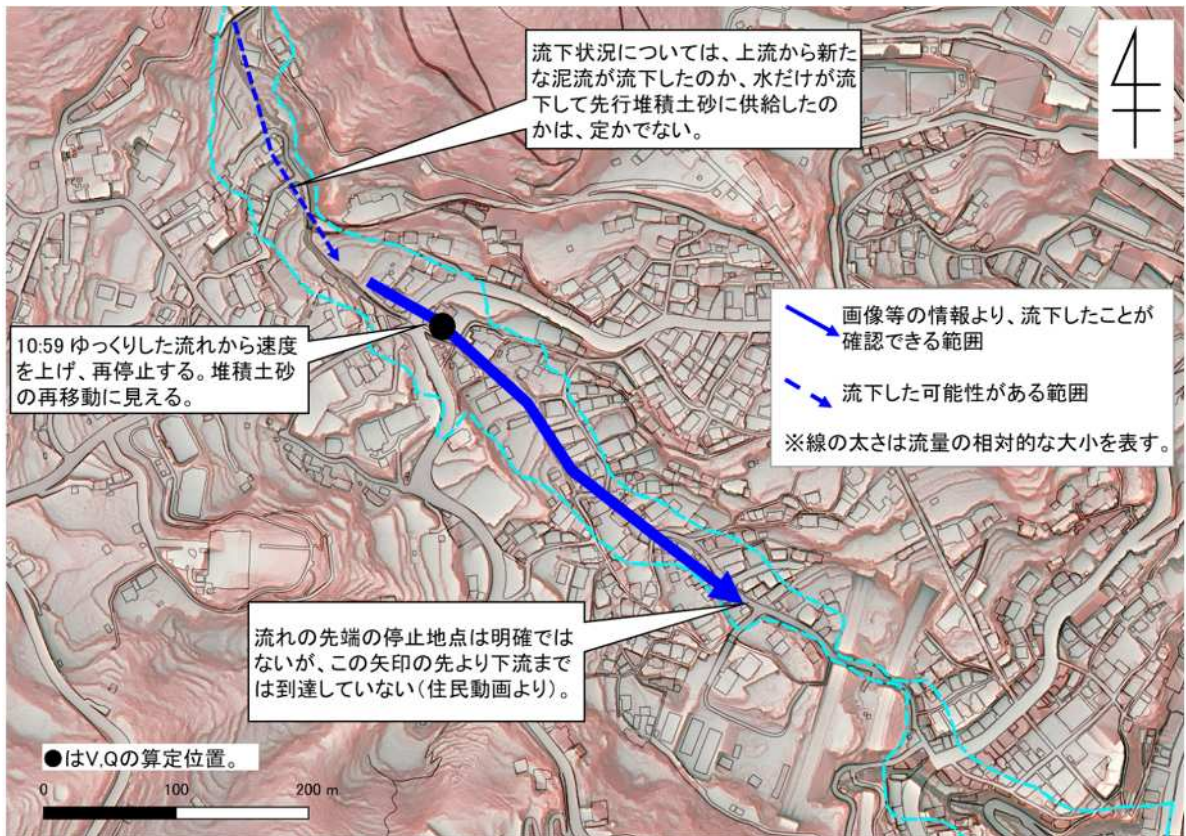 流下状況については、上流から新た
な泥流が流下したのか、水だけが流
下して先行堆積土砂に供給したの
かは、定かでない。
画像等の情報より、流下したことが
確認できる範囲
流下した可能性がある範囲
※線の太さは流量の相対的な大小を表す。
10:59 ゆっくりした流れから速度
を上げ、再停止する。堆積土砂
の再移動に見える。
流れの先端の停止地点は明確では
ないが、この矢印の先より下流まで
は到達していない(住民動画より)。
●はV,Qの算定位置。
0 100 200 m